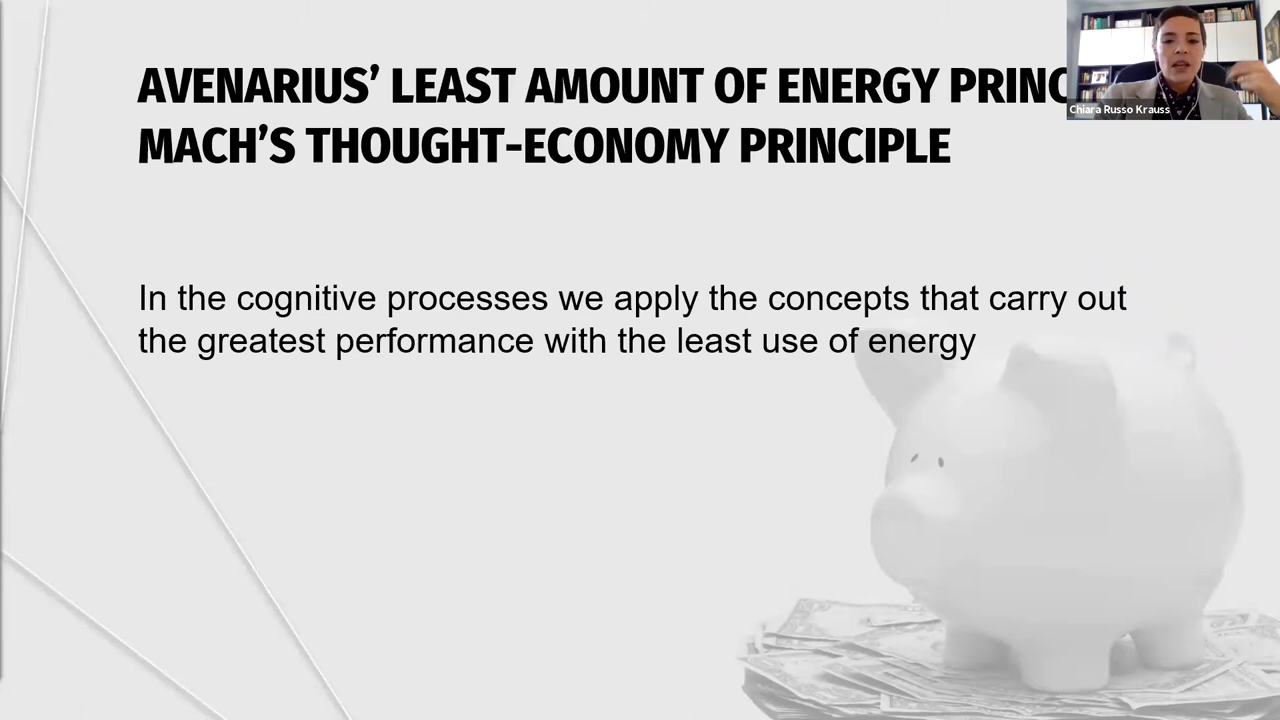 AVENARIUS’ LEAST AMOUNT OF ENERGY
MACH’S THOUGHT-ECONOMY PRINCIPLE
Chiara Russo Krauss
In the cognitive processes we apply the concepts that carry out
the greatest performance with the least use of energy